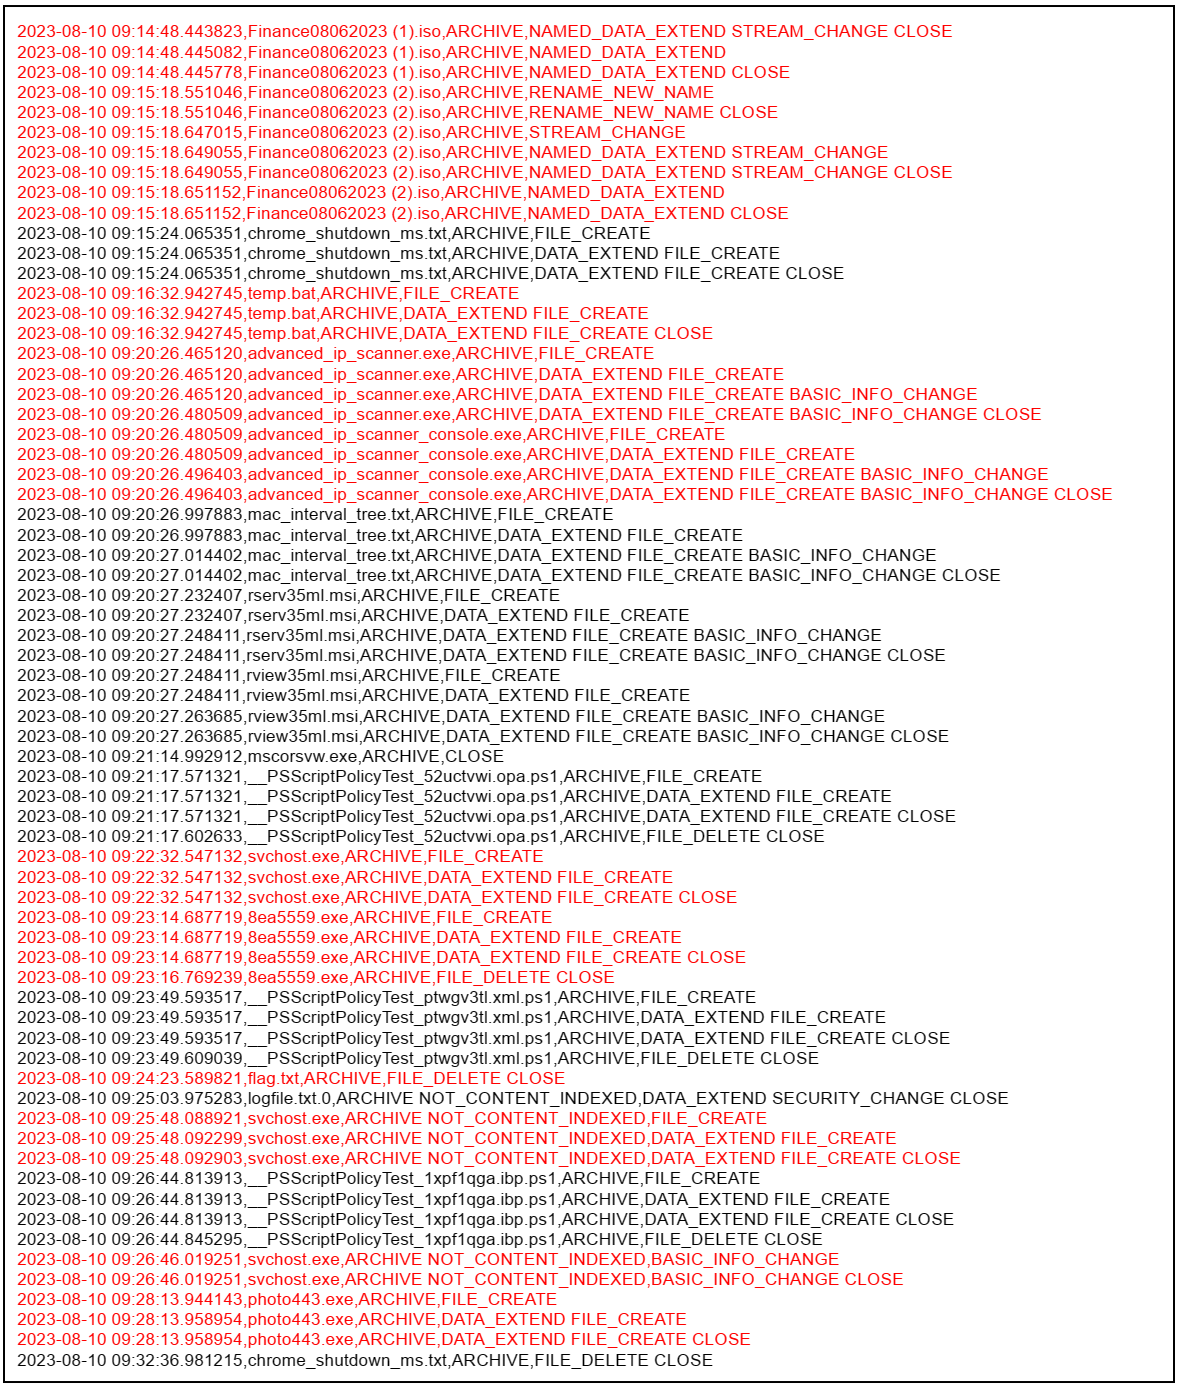 2023-08-10 09:14:48.443823,Finance08062023 (1).iso,ARCHIVE,NAMED_DATA_EXTEND STREAM_CHANGE CLOSE
2023-08-10 09:14:48.445082,Finance08062023 (1).iso,ARCHIVE,NAMED_DATA_EXTEND
2023-08-10 09:14:48.445778,Finance08062023 (1).iso,ARCHIVE,NAMED_DATA_EXTEND CLOSE
2023-08-10 09:15:18.551046,Finance08062023 (2).iso,ARCHIVE,RENAME_NEW_NAME
2023-08-10 09:15:18.551046,Finance08062023 (2).iso,ARCHIVE,RENAME_NEW_NAME CLOSE
2023-08-10 09:15:18.647015,Finance08062023 (2).iso,ARCHIVE,STREAM_CHANGE
2023-08-10 09:15:18.649055,Finance08062023 (2).iso,ARCHIVE,NAMED_DATA_EXTEND STREAM_CHANGE
2023-08-10 09:15:18.649055,Finance08062023 (2).iso,ARCHIVE,NAMED_DATA_EXTEND STREAM_CHANGE CLOSE
2023-08-10 09:15:18.651152,Finance08062023 (2).iso,ARCHIVE,NAMED_DATA_EXTEND
2023-08-10 09:15:18.651152,Finance08062023 (2).iso,ARCHIVE,NAMED_DATA_EXTEND CLOSE
2023-08-10 09:15:24.065351,chrome_shutdown_ms.txt,ARCHIVE,FILE_CREATE
2023-08-10 09:15:24.065351,chrome_shutdown_ms.txt,ARCHIVE,DATA_EXTEND FILE_CREATE
2023-08-10 09:15:24.065351,chrome_shutdown_ms.txt,ARCHIVE,DATA_EXTEND FILE_CREATE CLOSE
2023-08-10 09:16:32.942745,temp.bat,ARCHIVE,FILE_CREATE
2023-08-10 09:16:32.942745,temp.bat,ARCHIVE,DATA_EXTEND FILE_CREATE
2023-08-10 09:16:32.942745,temp.bat,ARCHIVE,DATA_EXTEND FILE_CREATE CLOSE
2023-08-10 09:20:26.465120,advanced_ip_scanner.exe,ARCHIVE,FILE_CREATE
2023-08-10 09:20:26.465120,advanced_ip_scanner.exe,ARCHIVE,DATA_EXTEND FILE_CREATE
2023-08-10 09:20:26.465120,advanced_ip_scanner.exe,ARCHIVE,DATA_EXTEND FILE_CREATE BASIC_INFO_CHANGE
2023-08-10 09:20:26.480509,advanced_ip_scanner.exe,ARCHIVE,DATA_EXTEND FILE_CREATE BASIC_INFO_CHANGE CLOSE
2023-08-10 09:20:26.480509,advanced_ip_scanner_console.exe,ARCHIVE,FILE_CREATE
2023-08-10 09:20:26.480509,advanced_ip_scanner_console.exe,ARCHIVE,DATA_EXTEND FILE_CREATE
2023-08-10 09:20:26.496403,advanced_ip_scanner_console.exe,ARCHIVE,DATA_EXTEND FILE_CREATE BASIC_INFO_CHANGE
2023-08-10 09:20:26.496403,advanced_ip_scanner_console.exe,ARCHIVE,DATA_EXTEND FILE_CREATE BASIC_INFO_CHANGE CLOSE
2023-08-10 09:20:26.997883,mac_interval_tree.txt,ARCHIVE,FILE_CREATE
2023-08-10 09:20:26.997883,mac_interval_tree.txt,ARCHIVE,DATA_EXTEND FILE_CREATE
2023-08-10 09:20:27.014402,mac_interval_tree.txt,ARCHIVE,DATA_EXTEND FILE_CREATE BASIC_INFO_CHANGE
2023-08-10 09:20:27.014402,mac_interval_tree.txt,ARCHIVE,DATA_EXTEND FILE_CREATE BASIC_INFO_CHANGE CLOSE
2023-08-10 09:20:27.232407,rserv35ml.msi,ARCHIVE,FILE_CREATE
2023-08-10 09:20:27.232407,rserv35ml.msi,ARCHIVE,DATA_EXTEND FILE_CREATE
2023-08-10 09:20:27.248411,rserv35ml.msi,ARCHIVE,DATA_EXTEND FILE_CREATE BASIC_INFO_CHANGE
2023-08-10 09:20:27.248411,rserv35ml.msi,ARCHIVE,DATA_EXTEND FILE_CREATE BASIC_INFO_CHANGE CLOSE
2023-08-10 09:20:27.248411,rview35ml.msi,ARCHIVE,FILE_CREATE
2023-08-10 09:20:27.248411,rview35ml.msi,ARCHIVE,DATA_EXTEND FILE_CREATE
2023-08-10 09:20:27.263685,rview35ml.msi,ARCHIVE,DATA_EXTEND FILE_CREATE BASIC_INFO_CHANGE
2023-08-10 09:20:27.263685,rview35ml.msi,ARCHIVE,DATA_EXTEND FILE_CREATE BASIC_INFO_CHANGE CLOSE
2023-08-10 09:21:14.992912,mscorsvw.exe,ARCHIVE,CLOSE
2023-08-10 09:21:17.571321,__PSScriptPolicyTest_52uctvwi.opa.ps1,ARCHIVE,FILE_CREATE
2023-08-10 09:21:17.571321,__PSScriptPolicyTest_52uctvwi.opa.ps1,ARCHIVE,DATA_EXTEND FILE_CREATE
2023-08-10 09:21:17.571321,__PSScriptPolicyTest_52uctvwi.opa.ps1,ARCHIVE,DATA_EXTEND FILE_CREATE CLOSE
2023-08-10 09:21:17.602633,__PSScriptPolicyTest_52uctvwi.opa.ps1,ARCHIVE,FILE_DELETE CLOSE
2023-08-10 09:22:32.547132,svchost.exe,ARCHIVE,FILE_CREATE
2023-08-10 09:22:32.547132,svchost.exe,ARCHIVE,DATA_EXTEND FILE_CREATE
2023-08-10 09:22:32.547132,svchost.exe,ARCHIVE,DATA_EXTEND FILE_CREATE CLOSE
2023-08-10 09:23:14.687719,8ea5559.exe,ARCHIVE,FILE_CREATE
2023-08-10 09:23:14.687719,8ea5559.exe,ARCHIVE,DATA_EXTEND FILE_CREATE
2023-08-10 09:23:14.687719,8ea5559.exe,ARCHIVE,DATA_EXTEND FILE_CREATE CLOSE
2023-08-10 09:23:16.769239,8ea5559.exe,ARCHIVE,FILE_DELETE CLOSE
2023-08-10 09:23:49.593517,__PSScriptPolicyTest_ptwgv3tl.xml.ps1,ARCHIVE,FILE_CREATE
2023-08-10 09:23:49.593517,__PSScriptPolicyTest_ptwgv3tl.xml.ps1,ARCHIVE,DATA_EXTEND FILE_CREATE
2023-08-10 09:23:49.593517,__PSScriptPolicyTest_ptwgv3tl.xml.ps1,ARCHIVE,DATA_EXTEND FILE_CREATE CLOSE
2023-08-10 09:23:49.609039,__PSScriptPolicyTest_ptwgv3tl.xml.ps1,ARCHIVE,FILE_DELETE CLOSE
2023-08-10 09:24:23.589821,flag.txt,ARCHIVE,FILE_DELETE CLOSE
2023-08-10 09:25:03.975283,logfile.txt.0,ARCHIVE NOT_CONTENT_INDEXED,DATA_EXTEND SECURITY_CHANGE CLOSE
2023-08-10 09:25:48.088921,svchost.exe,ARCHIVE NOT_CONTENT_INDEXED,FILE_CREATE
2023-08-10 09:25:48.092299,svchost.exe,ARCHIVE NOT_CONTENT_INDEXED,DATA_EXTEND FILE_CREATE
2023-08-10 09:25:48.092903,svchost.exe,ARCHIVE NOT_CONTENT_INDEXED,DATA_EXTEND FILE_CREATE CLOSE
2023-08-10 09:26:44.813913,__PSScriptPolicyTest_1xpf1qga.ibp.ps1,ARCHIVE,FILE_CREATE
2023-08-10 09:26:44.813913,__PSScriptPolicyTest_1xpf1qga.ibp.ps1,ARCHIVE,DATA_EXTEND FILE_CREATE
2023-08-10 09:26:44.813913,__PSScriptPolicyTest_1xpf1qga.ibp.ps1,ARCHIVE,DATA_EXTEND FILE_CREATE CLOSE
2023-08-10 09:26:44.845295,__PSScriptPolicyTest_1xpf1qga.ibp.ps1,ARCHIVE,FILE_DELETE CLOSE
2023-08-10 09:26:46.019251,svchost.exe,ARCHIVE NOT_CONTENT_INDEXED,BASIC_INFO_CHANGE
2023-08-10 09:26:46.019251,svchost.exe,ARCHIVE NOT_CONTENT_INDEXED,BASIC_INFO_CHANGE CLOSE
2023-08-10 09:28:13.944143,photo443.exe,ARCHIVE,FILE_CREATE
2023-08-10 09:28:13.958954,photo443.exe,ARCHIVE,DATA_EXTEND FILE_CREATE
2023-08-10 09:28:13.958954,photo443.exe,ARCHIVE,DATA_EXTEND FILE_CREATE CLOSE
2023-08-10 09:32:36.981215,chrome_shutdown_ms.txt,ARCHIVE,FILE_DELETE CLOSE